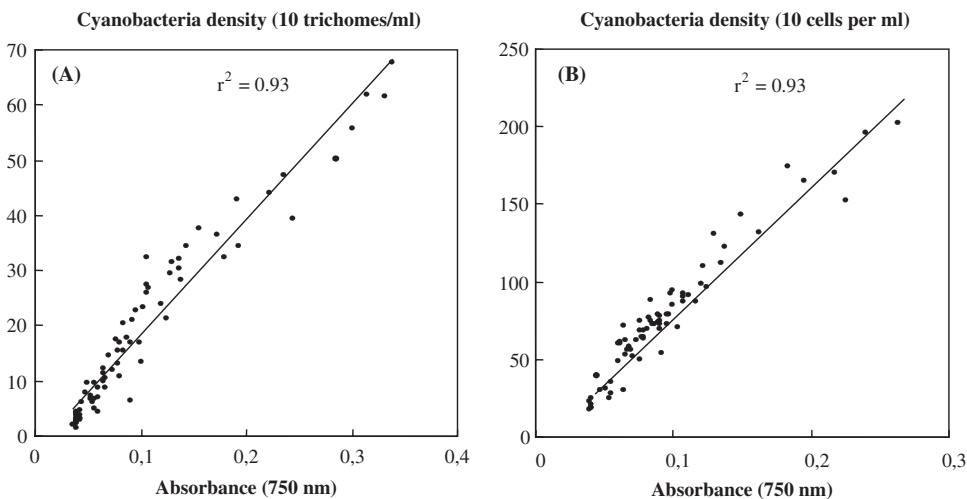 Cyanobacteria density (10 trichomes/ml)
70
60
50
40
30
20
10
0
(A)
r² = 0.93
0
0,1
0,2
0,3
0,4
Absorbance (750 nm)
Cyanobacteria density (10 cells per ml)
250
200
150
100
50
0
(B)
r² = 0.93
0
0,1
0,2
0,3
Absorbance (750 nm)